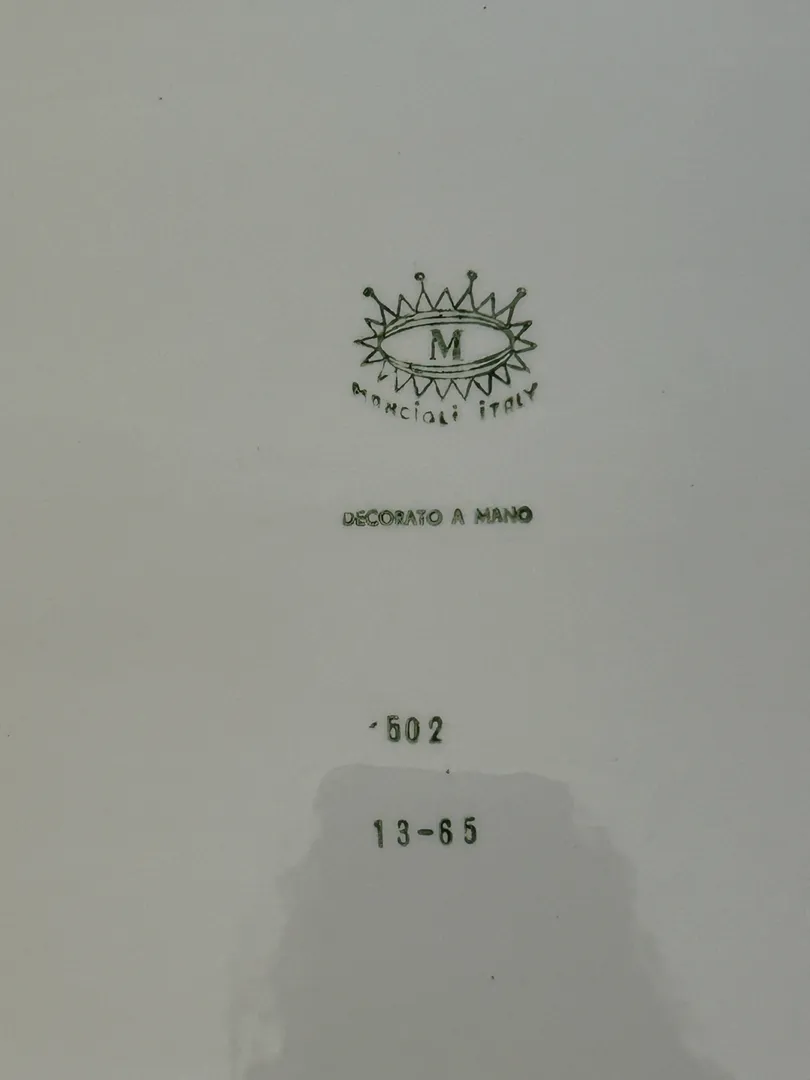 M
MANCiOLi iTALY
DECORATO A MANO
502
13-65